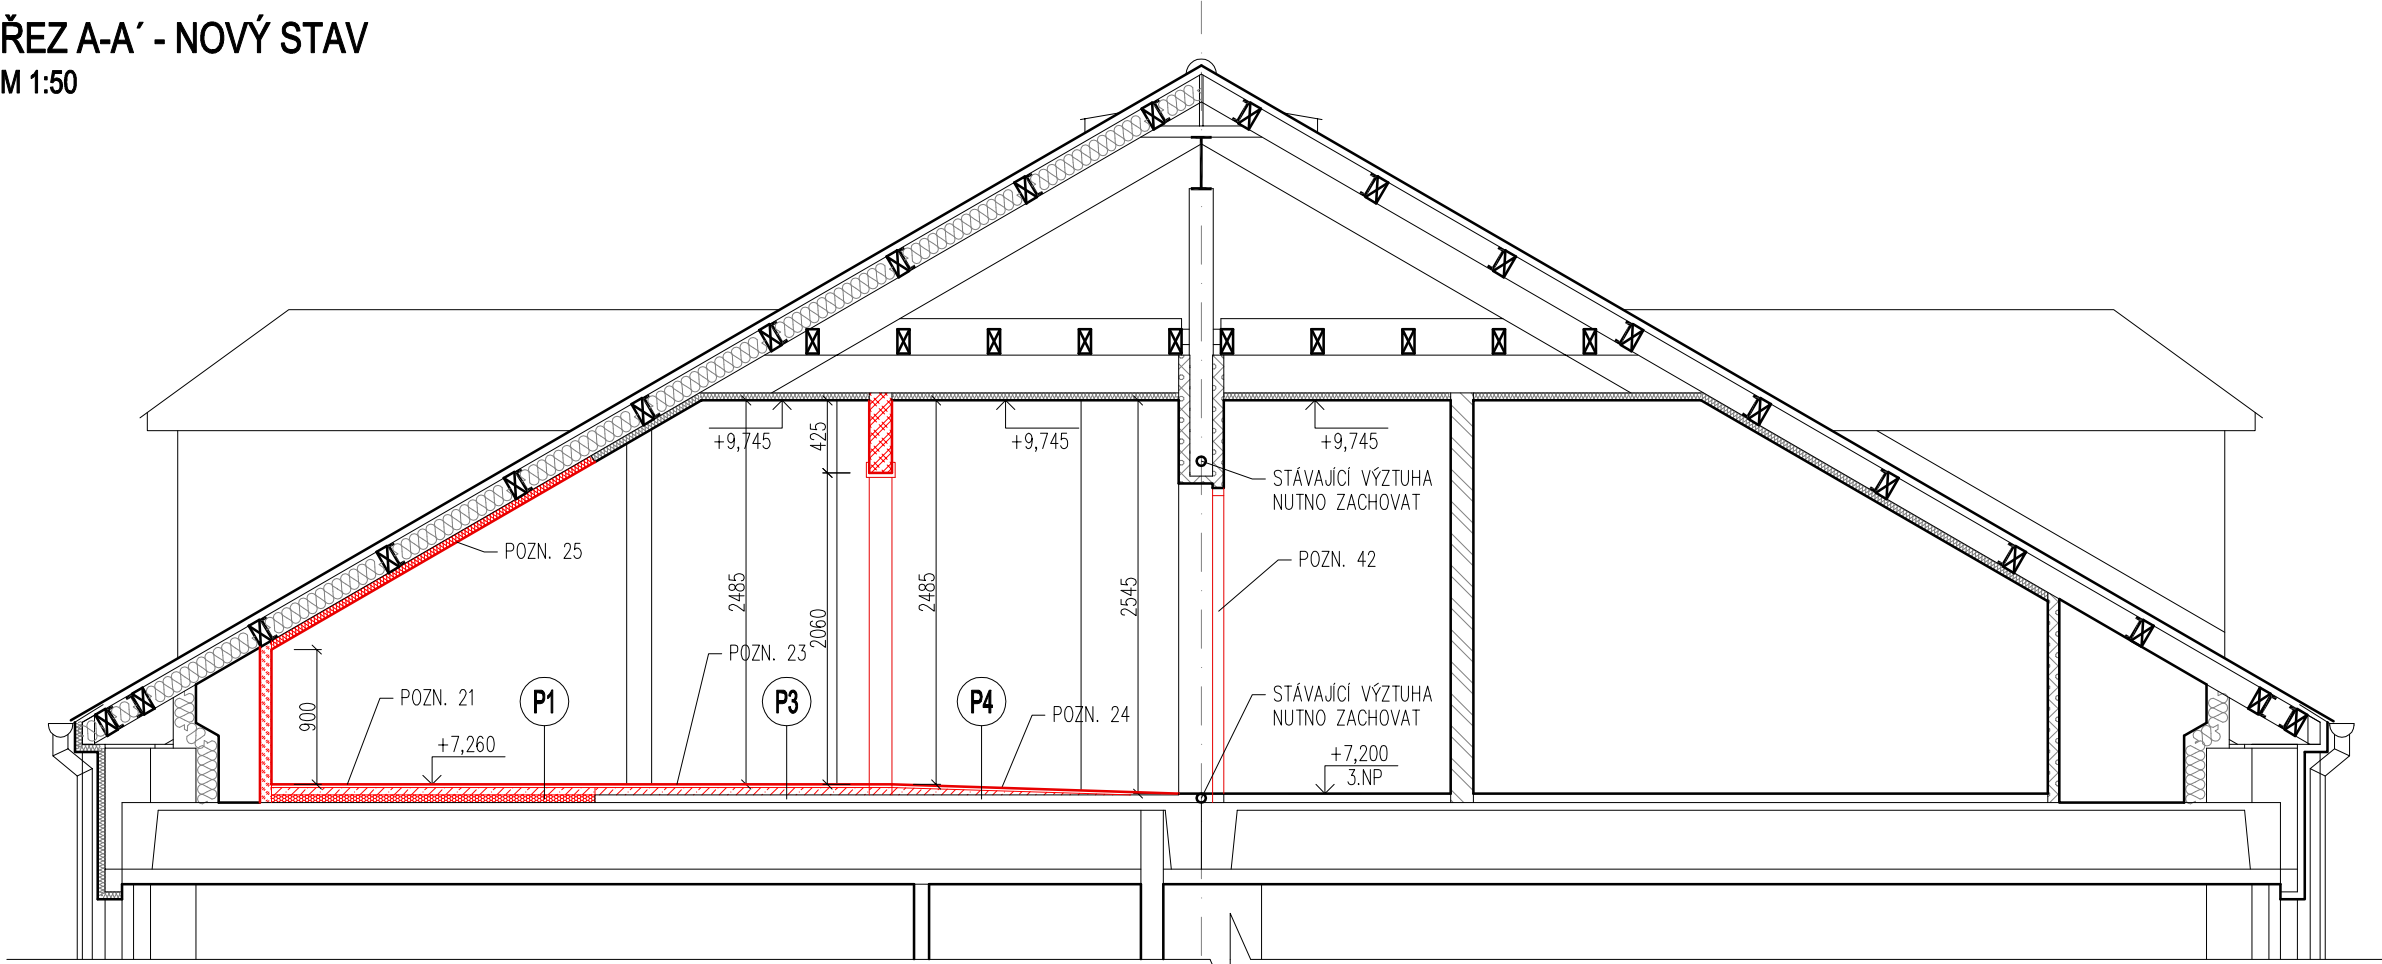 ŘEZ A-A´ - NOVÝ STAV
M 1:50
+9,745
425
+9,745
+9,745
STÁVAJÍCÍ VÝZTUHA
NUTNO ZACHOVAT
POZN. 25
POZN. 42
2485
2060
2485
2545
POZN. 23
900
POZN. 21
P1
P3
P4
POZN. 24
STÁVAJÍCÍ VÝZTUHA
NUTNO ZACHOVAT
+7,260
+7,200
3.NP